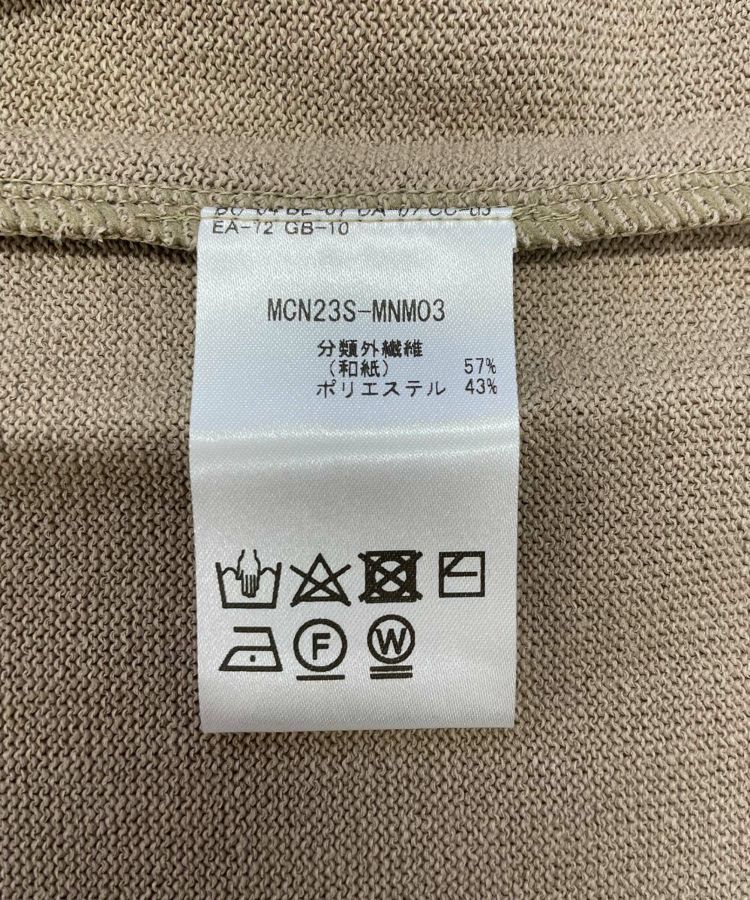 EA-12 GB-10
MCN23S-MNM03
分類外繊維
(和紙) 57%
ポリエステル 43%
F W